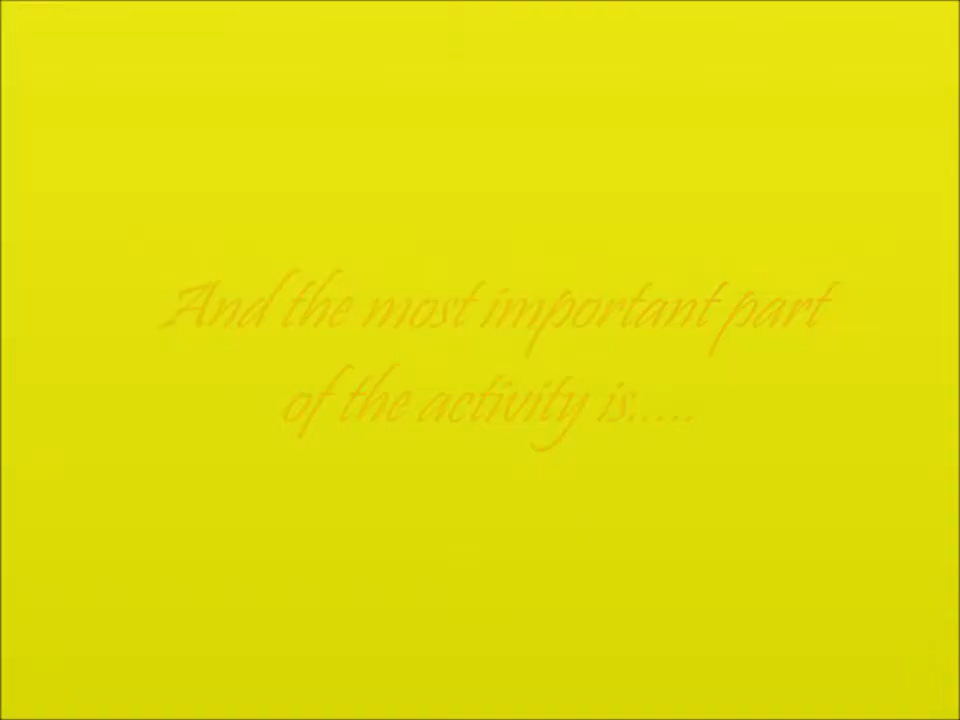 And the most important part
of the activity is.....